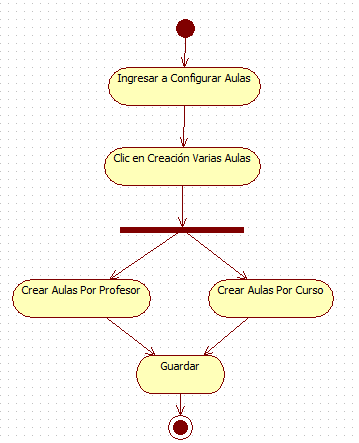 Ingresar a Configurar Aulas
Clic en Creación Varias Aulas
Crear Aulas Por Profesor
Crear Aulas Por Curso
Guardar